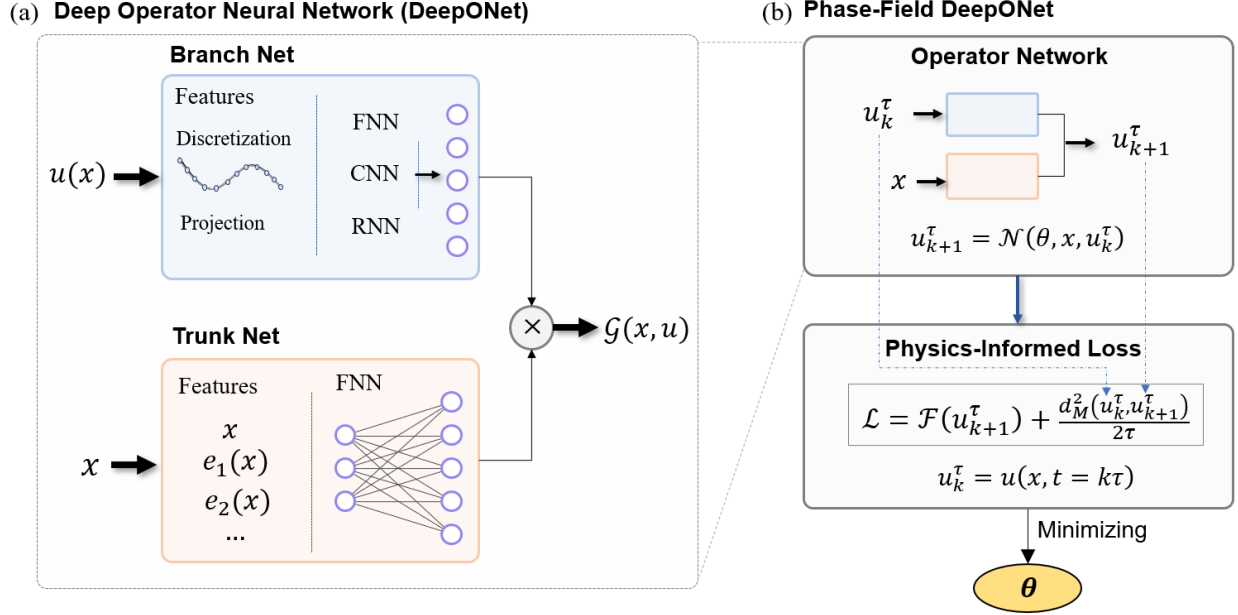 (a) Deep Operator Neural Network (DeepONet)
Branch Net
Features
Discretization
Projection
FNN
CNN
RNN
u(x)
Trunk Net
Features
x
e₁(x)
e₂(x)
...
FNN
x
×
𝒢(x, u)
(b) Phase-Field DeepONet
Operator Network
u_k^τ
x
u_{k+1}^τ
u_{k+1}^τ = 𝒩(θ, x, u_k^τ)
Physics-Informed Loss
ℒ = ℱ(u_{k+1}^τ) + \frac{d_M^2(u_k^τ, u_{k+1}^τ)}{2τ}
u_k^τ = u(x, t = kτ)
Minimizing
θ